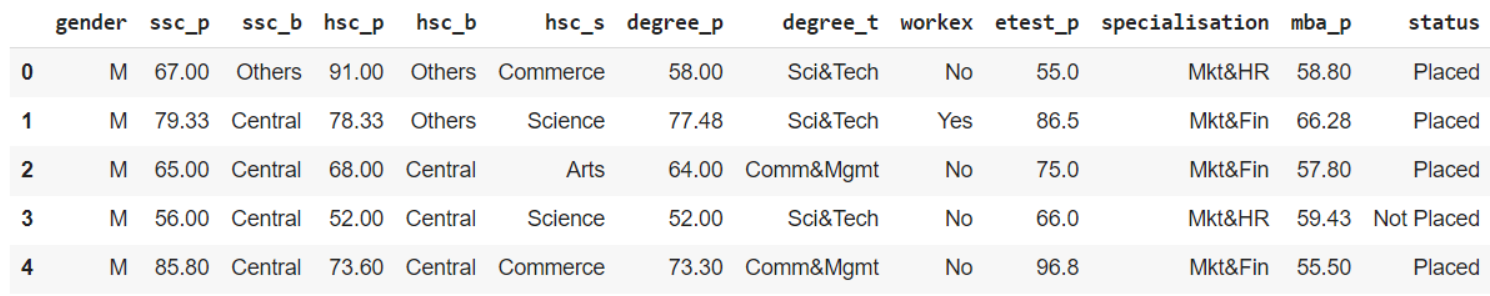 gender ssc_p ssc_b hsc_p hsc_b hsc_s degree_p degree_t workex etest_p specialisation mba_p status
0 M 67.00 Others 91.00 Others Commerce 58.00 Sci&Tech No 55.0 Mkt&HR 58.80 Placed
1 M 79.33 Central 78.33 Others Science 77.48 Sci&Tech Yes 86.5 Mkt&Fin 66.28 Placed
2 M 65.00 Central 68.00 Central Arts 64.00 Comm&Mgmt No 75.0 Mkt&Fin 57.80 Placed
3 M 56.00 Central 52.00 Central Science 52.00 Sci&Tech No 66.0 Mkt&HR 59.43 Not Placed
4 M 85.80 Central 73.60 Central Commerce 73.30 Comm&Mgmt No 96.8 Mkt&Fin 55.50 Placed